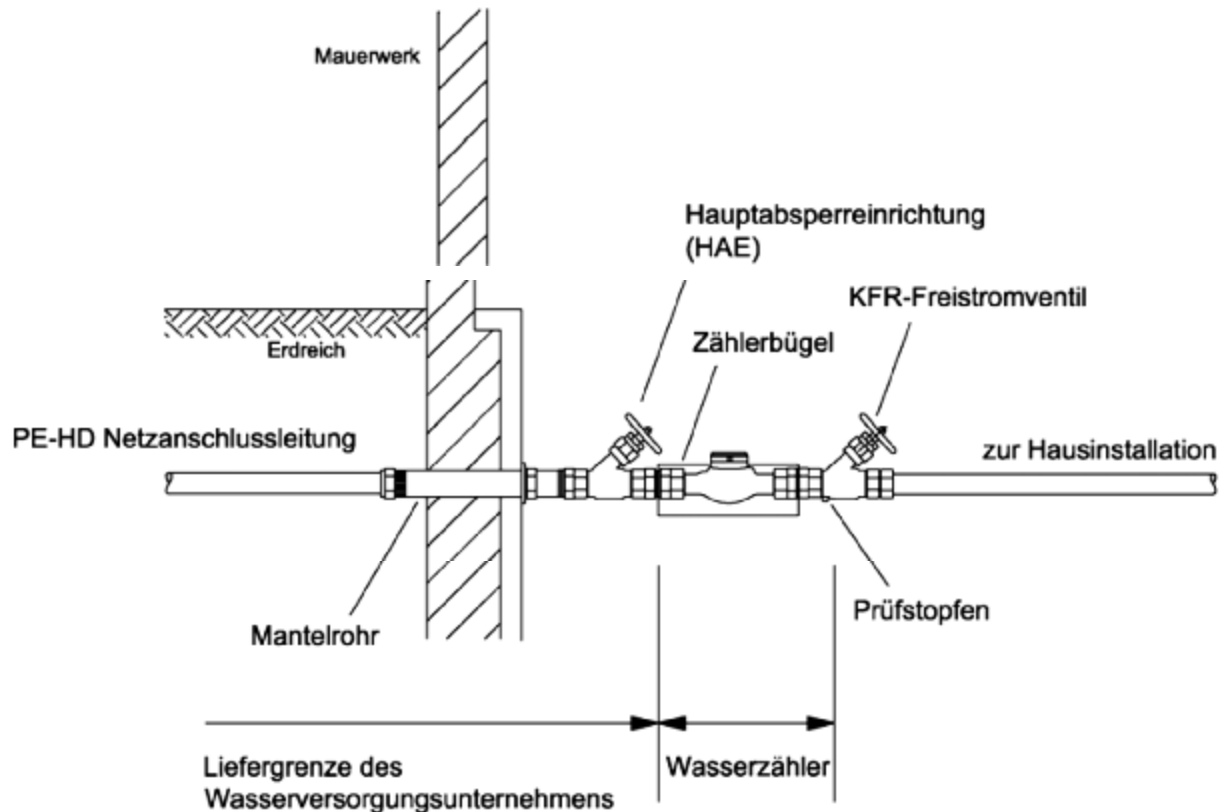 Mauerwerk
Hauptabsperreinrichtung
(HAE)
KFR-Freistromventil
Zählerbügel
Erdreich
PE-HD Netzanschlussleitung
zur Hausinstallation
Prüfstopfen
Mantelrohr
Liefergrenze des
Wasserversorgungsunternehmens
Wasserzähler